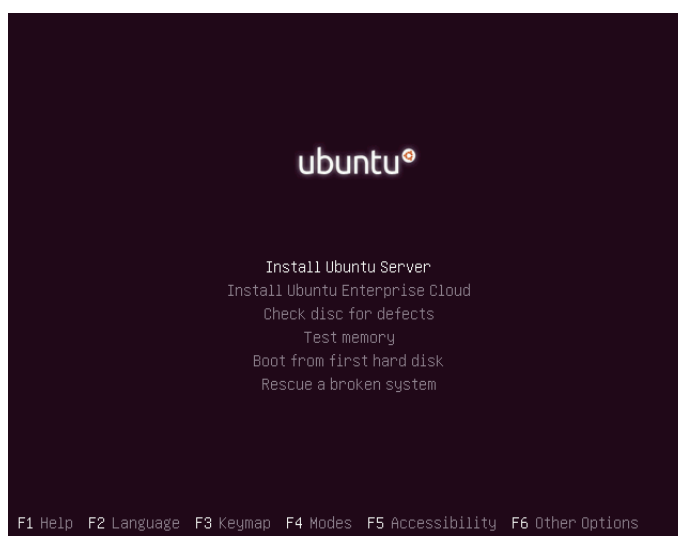 ubuntu
Install Ubuntu Server
Install Ubuntu Enterprise Cloud
Check disc for defects
Test memory
Boot from first hard disk
Rescue a broken system
F1 Help F2 Language F3 Keymap F4 Modes F5 Accessibility F6 Other Options